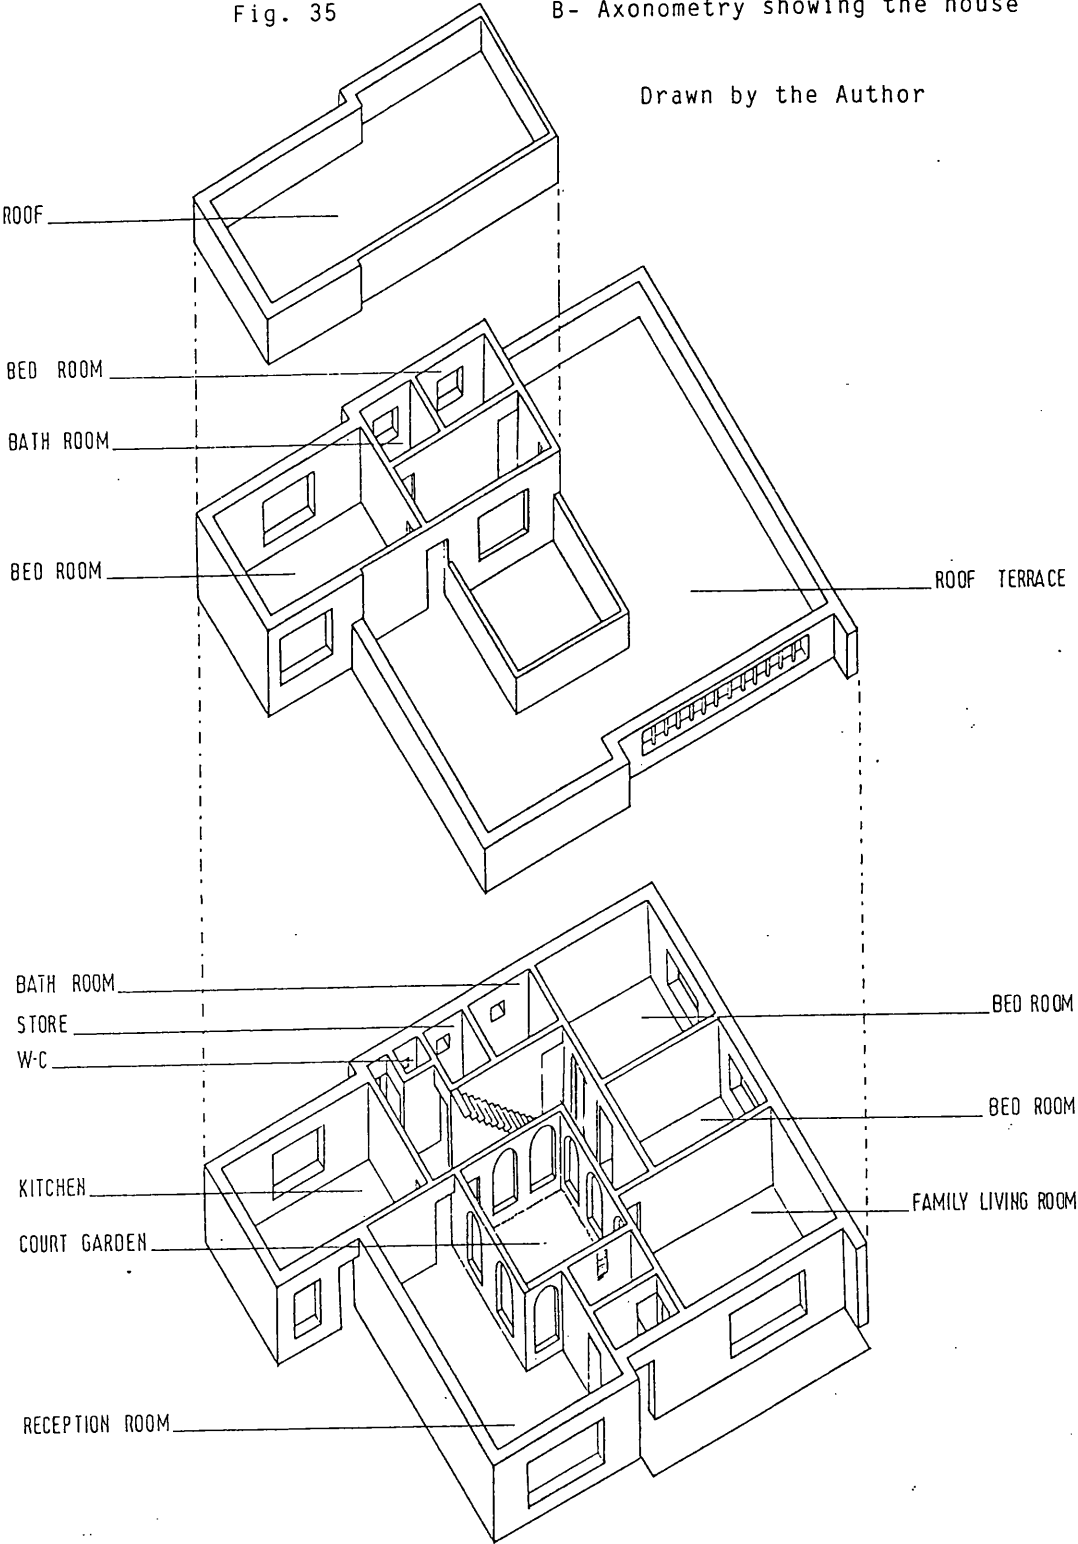 Fig. 35 B- Axonometry showing the house
Drawn by the Author
ROOF
BED ROOM
BATH ROOM
BED ROOM
ROOF TERRACE
BATH ROOM
STORE
W-C
BED ROOM
BED ROOM
KITCHEN
FAMILY LIVING ROOM
COURT GARDEN
RECEPTION ROOM